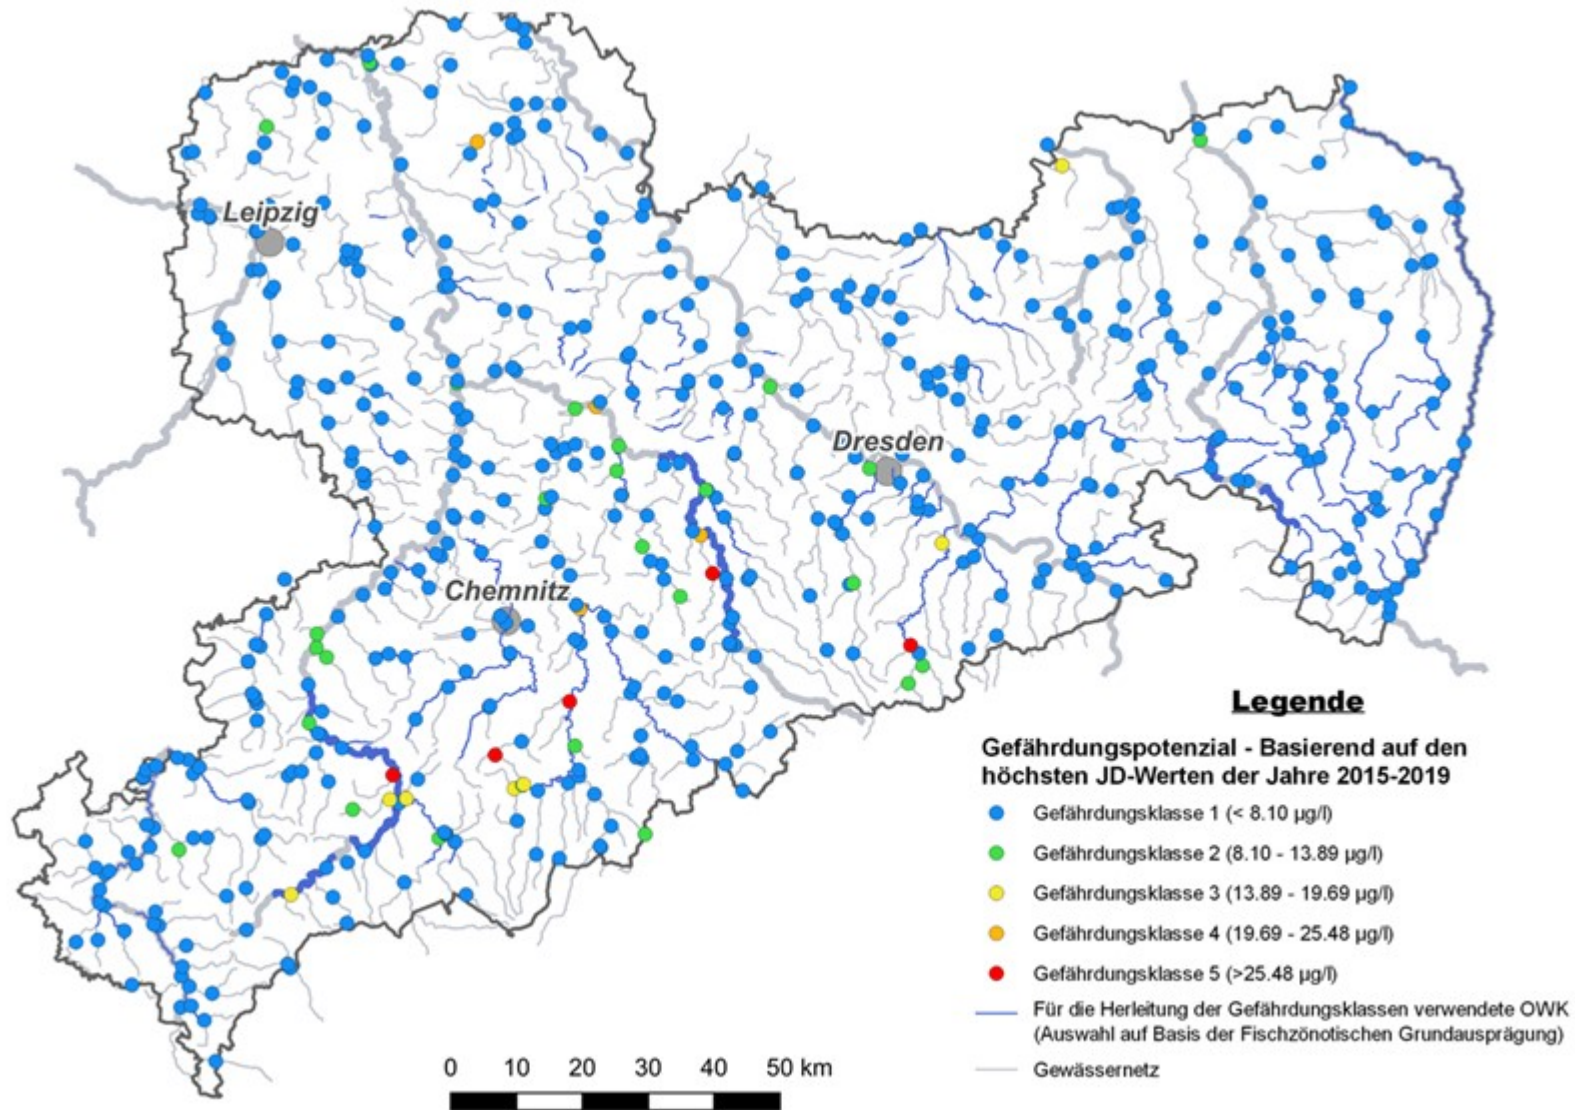 Leipzig
Dresden
Chemnitz
Legende
Gefährdungspotenzial - Basierend auf den
höchsten JD-Werten der Jahre 2015-2019
Gefährdungsklasse 1 (< 8.10 µg/l)
Gefährdungsklasse 2 (8.10 - 13.89 µg/l)
Gefährdungsklasse 3 (13.89 - 19.69 µg/l)
Gefährdungsklasse 4 (19.69 - 25.48 µg/l)
Gefährdungsklasse 5 (>25.48 µg/l)
Für die Herleitung der Gefährdungsklassen verwendete OWK
(Auswahl auf Basis der Fischzönotischen Grundausprägung)
Gewässernetz
0 10 20 30 40 50 km